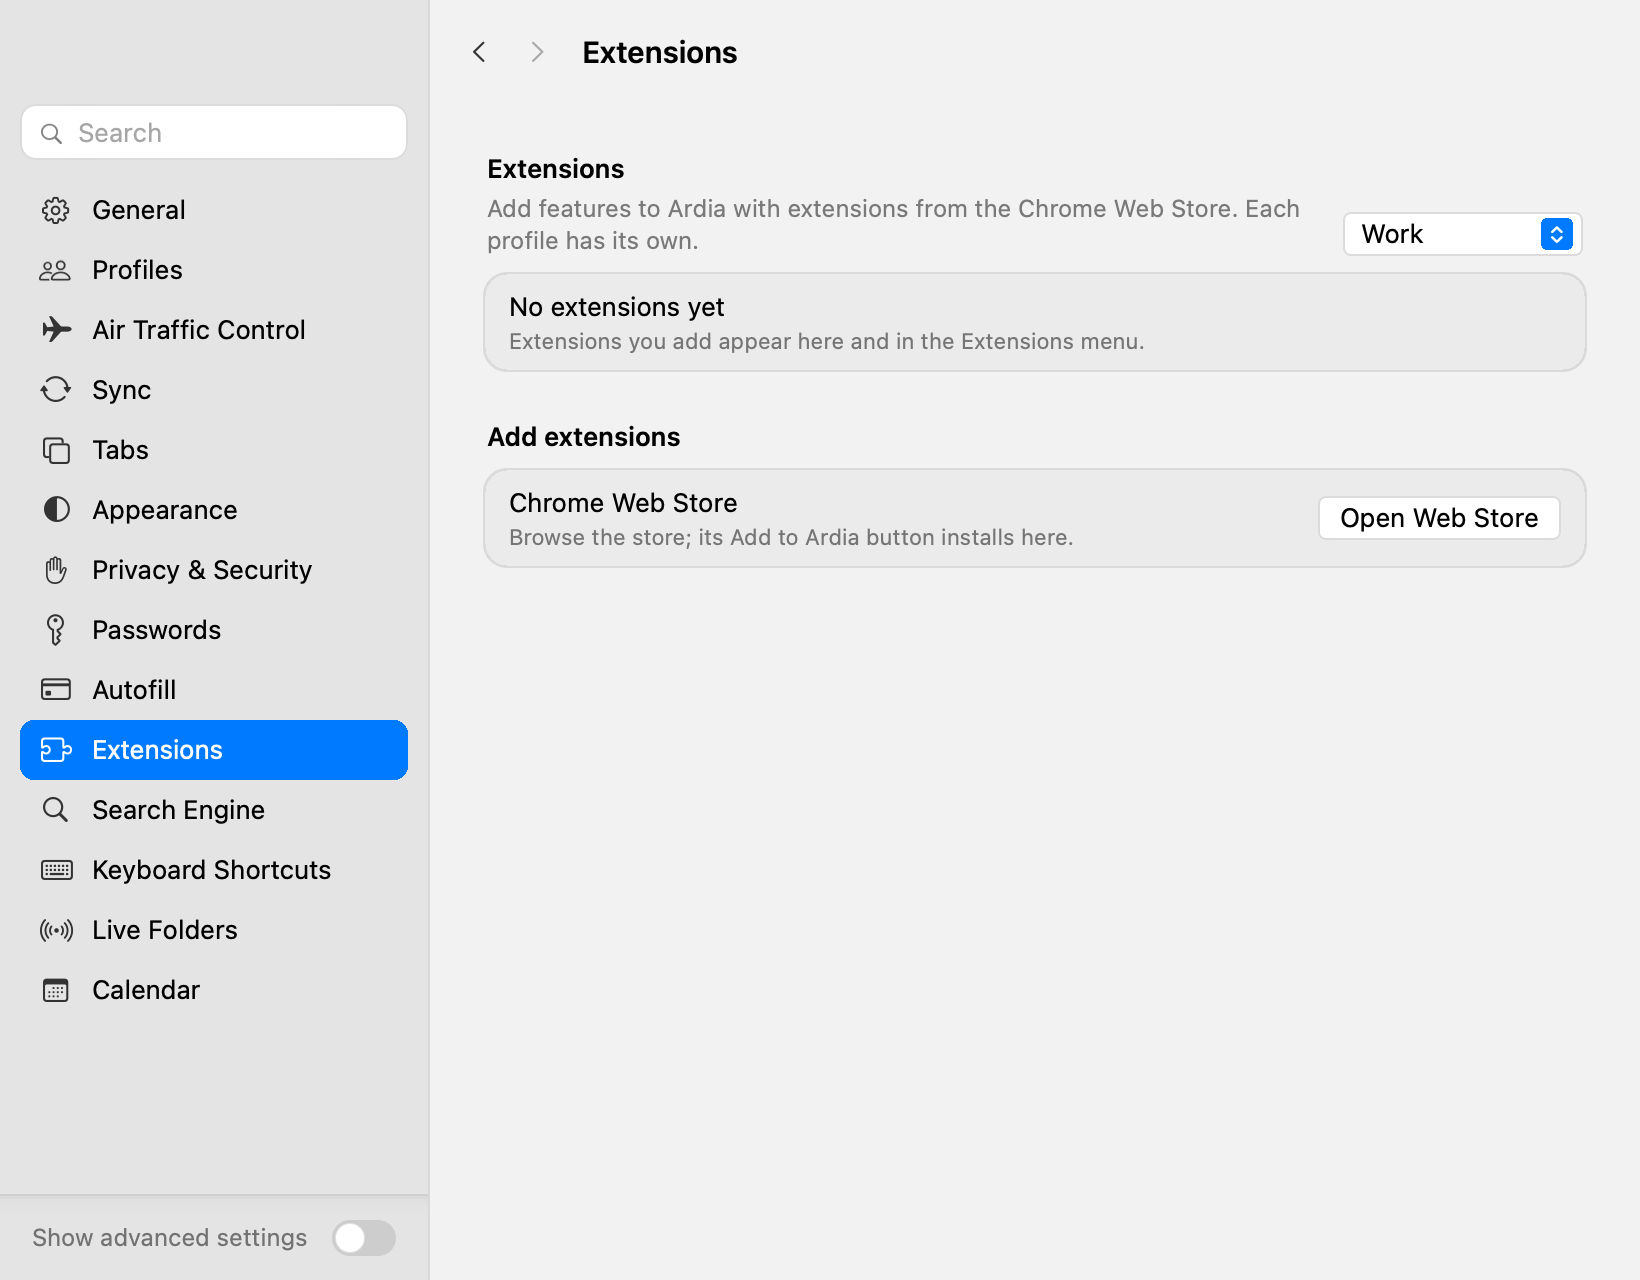 Search
General
Profiles
Air Traffic Control
Sync
Tabs
Appearance
Privacy & Security
Passwords
Autofill
Extensions
Search Engine
Keyboard Shortcuts
Live Folders
Calendar
Show advanced settings
Extensions
Extensions
Add features to Ardia with extensions from the Chrome Web Store. Each
profile has its own.
Work
No extensions yet
Extensions you add appear here and in the Extensions menu.
Add extensions
Chrome Web Store
Browse the store; its Add to Ardia button installs here.
Open Web Store